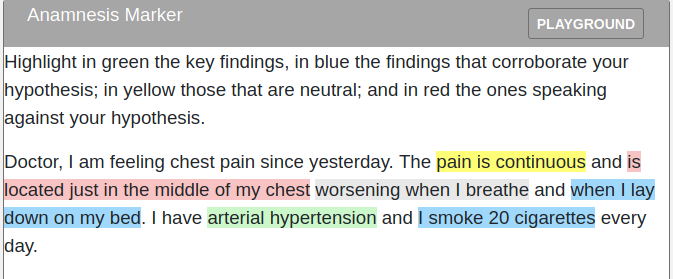 Anamnesis Marker
PLAYGROUND
Highlight in green the key findings, in blue the findings that corroborate your
hypothesis; in yellow those that are neutral; and in red the ones speaking
against your hypothesis.
Doctor, I am feeling chest pain since yesterday. The pain is continuous and is
located just in the middle of my chest worsening when I breathe and when I lay
down on my bed. I have arterial hypertension and I smoke 20 cigarettes every
day.